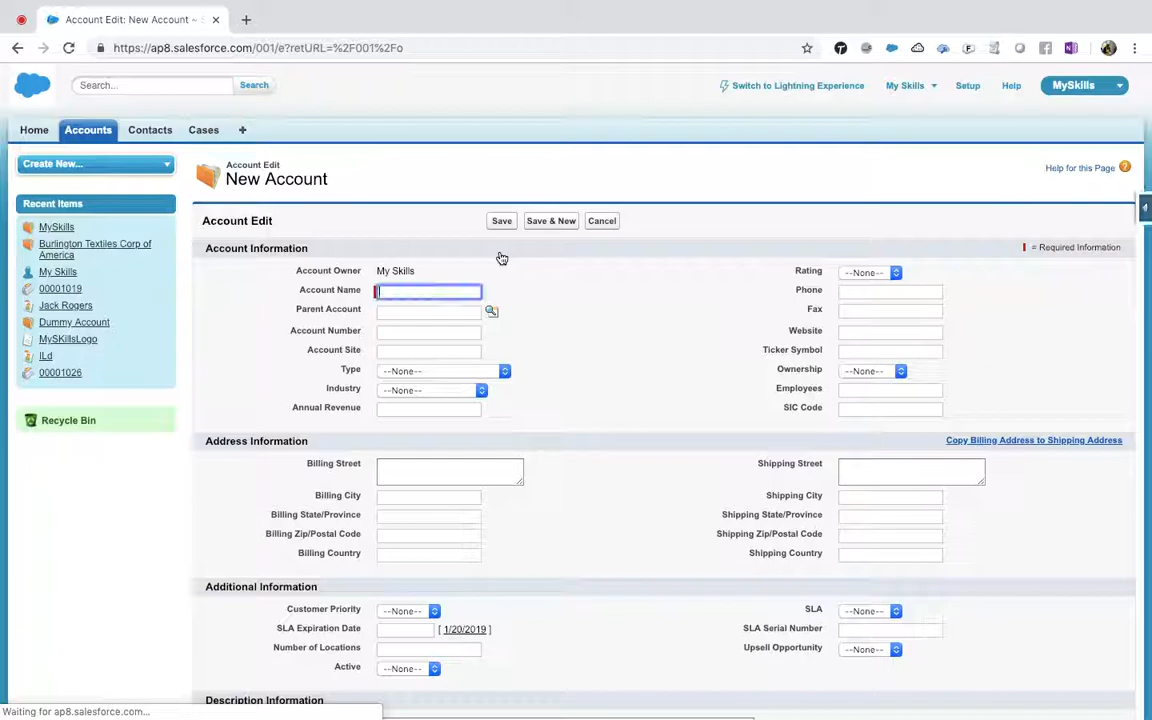 Account Edit: New Account ~
https://ap8.salesforce.com/001/e?retURL=%2F001%2Fo
Search...
Search
Switch to Lightning Experience
My Skills
Setup
Help
MySkills
Home
Accounts
Contacts
Cases
+
Create New...
Recent Items
MySkills
Burlington Textiles Corp of
America
My Skills
00001019
Jack Rogers
Dummy Account
MySKillsLogo
ILd
00001026
Recycle Bin
Account Edit
New Account
Help for this Page ?
Account Edit
Save
Save & New
Cancel
Account Information
= Required Information
Account Owner My Skills
Rating --None--
Account Name
Phone
Parent Account
Fax
Account Number
Website
Account Site
Ticker Symbol
Type --None--
Ownership --None--
Industry --None--
Employees
Annual Revenue
SIC Code
Address Information
Copy Billing Address to Shipping Address
Billing Street
Shipping Street
Billing City
Shipping City
Billing State/Province
Shipping State/Province
Billing Zip/Postal Code
Shipping Zip/Postal Code
Billing Country
Shipping Country
Additional Information
Customer Priority --None--
SLA --None--
SLA Expiration Date [ 1/20/2019 ]
SLA Serial Number
Number of Locations
Upsell Opportunity --None--
Active --None--
Description Information
Waiting for ap8.salesforce.com...